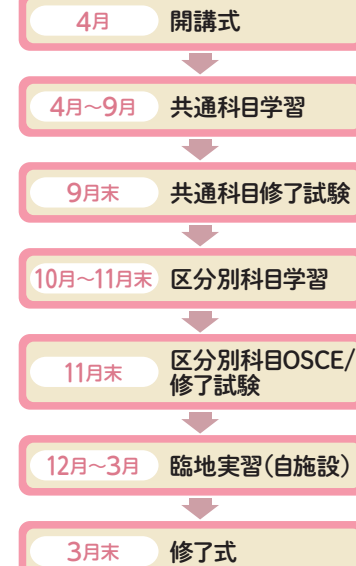 4月 開講式
4月～9月 共通科目学習
9月末 共通科目修了試験
10月～11月末 区分別科目学習
11月末 区分別科目OSCE/
修了試験
12月～3月 臨地実習(自施設)
3月末 修了式